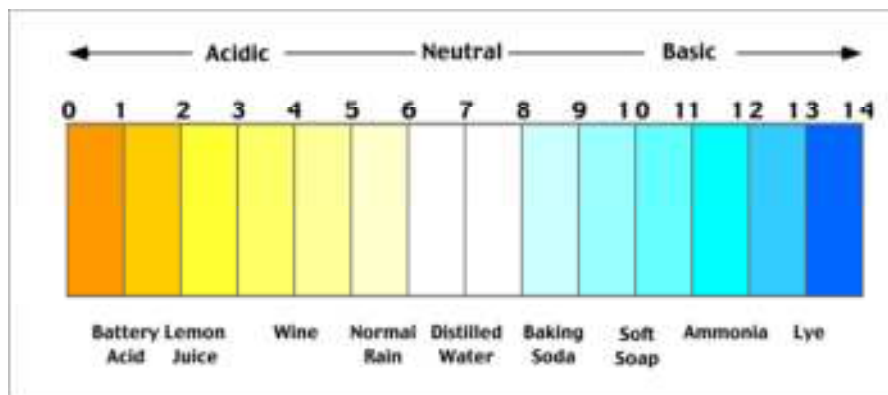 Acidic Neutral Basic
0 1 2 3 4 5 6 7 8 9 10 11 12 13 14
Battery Lemon Wine Normal Distilled Baking Soft Ammonia Lye
Acid Juice Rain Water Soda Soap